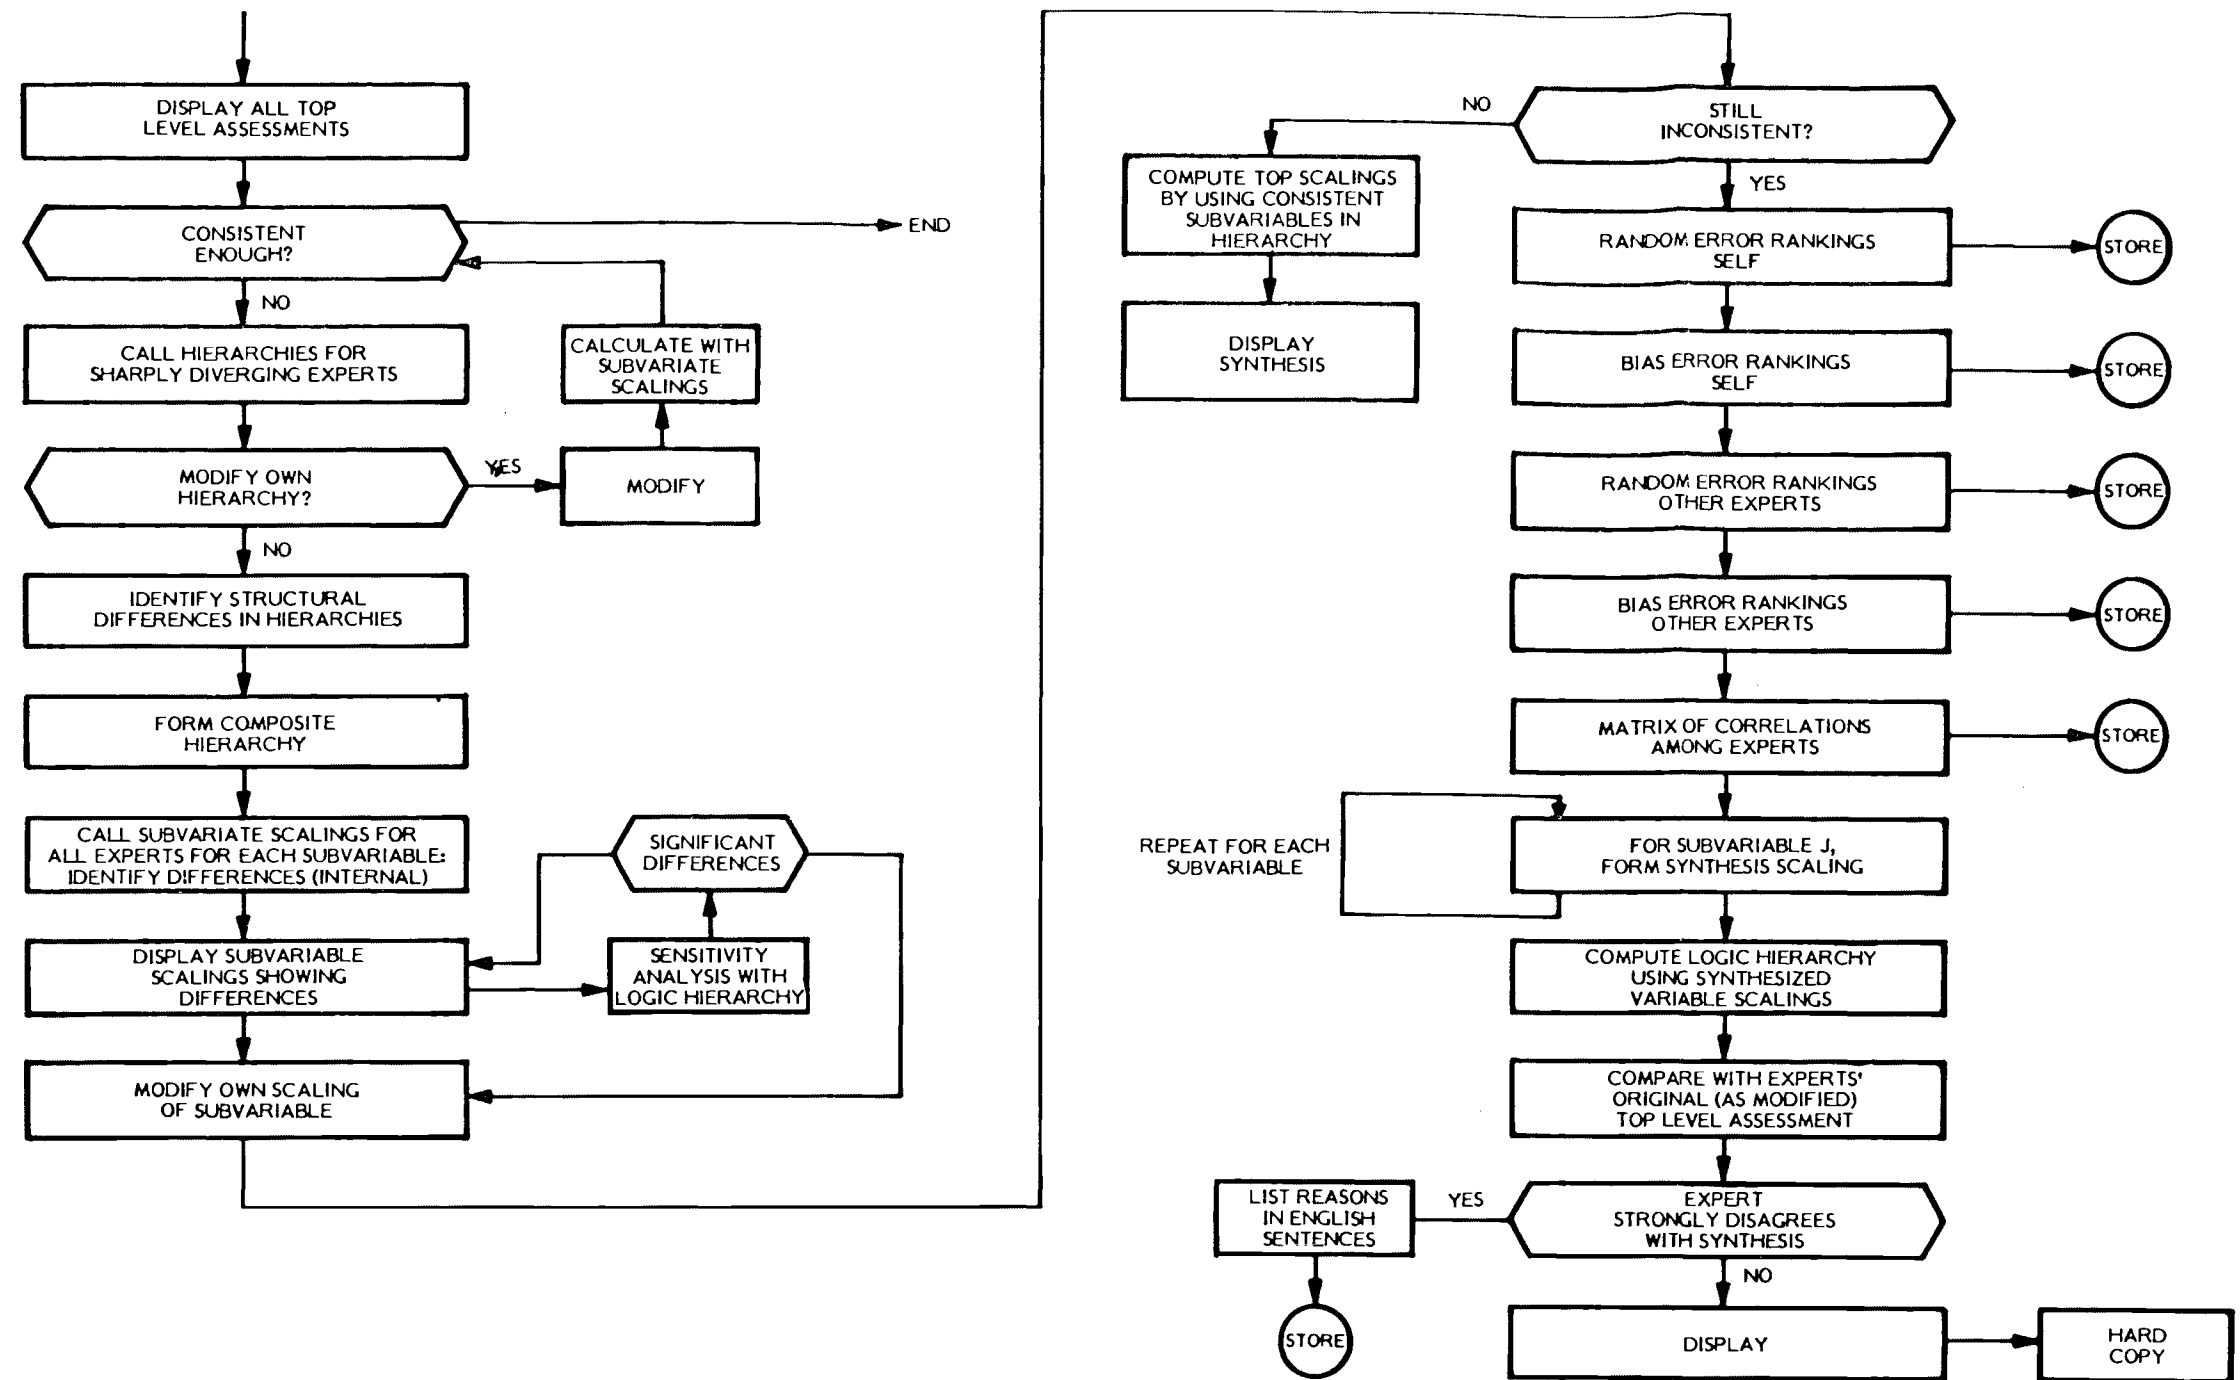 DISPLAY ALL TOP
LEVEL ASSESSMENTS
CONSISTENT
ENOUGH?
END
NO
CALL HIERARCHIES FOR
SHARPLY DIVERGING EXPERTS
CALCULATE WITH
SUBVARIATE
SCALINGS
MODIFY OWN
HIERARCHY?
YES
MODIFY
NO
IDENTIFY STRUCTURAL
DIFFERENCES IN HIERARCHIES
FORM COMPOSITE
HIERARCHY
CALL SUBVARIATE SCALINGS FOR
ALL EXPERTS FOR EACH SUBVARIABLE:
IDENTIFY DIFFERENCES (INTERNAL)
SIGNIFICANT
DIFFERENCES
DISPLAY SUBVARIABLE
SCALINGS SHOWING
DIFFERENCES
SENSITIVITY
ANALYSIS WITH
LOGIC HIERARCHY
MODIFY OWN SCALING
OF SUBVARIABLE
STILL
INCONSISTENT?
NO
COMPUTE TOP SCALINGS
BY USING CONSISTENT
SUBVARIABLES IN
HIERARCHY
DISPLAY
SYNTHESIS
YES
RANDOM ERROR RANKINGS
SELF
STORE
BIAS ERROR RANKINGS
SELF
STORE
RANDOM ERROR RANKINGS
OTHER EXPERTS
STORE
BIAS ERROR RANKINGS
OTHER EXPERTS
STORE
MATRIX OF CORRELATIONS
AMONG EXPERTS
STORE
REPEAT FOR EACH
SUBVARIABLE
FOR SUBVARIABLE J,
FORM SYNTHESIS SCALING
COMPUTE LOGIC HIERARCHY
USING SYNTHESIZED
VARIABLE SCALINGS
COMPARE WITH EXPERTS'
ORIGINAL (AS MODIFIED)
TOP LEVEL ASSESSMENT
EXPERT
STRONGLY DISAGREES
WITH SYNTHESIS
YES
LIST REASONS
IN ENGLISH
SENTENCES
STORE
NO
DISPLAY
HARD
COPY